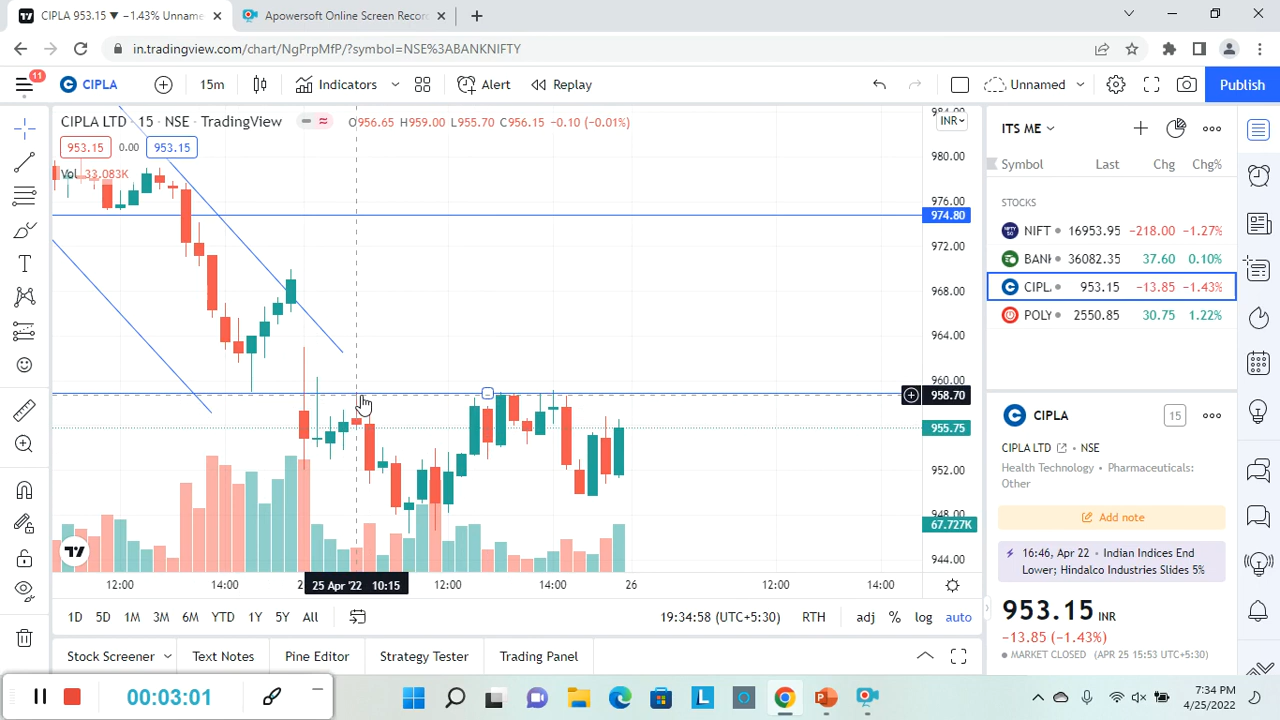 CIPLA 953.15 ▼ −1.43% Unname
Apowersoft Online Screen Recor
in.tradingview.com/chart/NgPrpMfP/?symbol=NSE%3ABANKNIFTY
11
CIPLA
15m
Indicators
Alert
Replay
Unnamed
Publish
CIPLA LTD · 15 · NSE · TradingView
O956.65 H959.00 L955.70 C956.15 −0.10 (−0.01%)
INR
953.15
0.00
953.15
Vol 33.083K
984.00
980.00
976.00
974.80
972.00
968.00
964.00
960.00
958.70
955.75
952.00
948.00
67.727K
944.00
12:00
14:00
25 Apr '22 10:15
12:00
14:00
26
12:00
14:00
1D
5D
1M
3M
6M
YTD
1Y
5Y
All
19:34:58 (UTC+5:30)
RTH
adj
%
log
auto
Stock Screener
Text Notes
Pine Editor
Strategy Tester
Trading Panel
ITS ME
Symbol Last Chg Chg%
STOCKS
NIFT 16953.95 −218.00 −1.27%
BANK 36082.35 37.60 0.10%
CIPL 953.15 −13.85 −1.43%
POLY 2550.85 30.75 1.22%
CIPLA
15
CIPLA LTD · NSE
Health Technology · Pharmaceuticals:
Other
Add note
16:46, Apr 22 · Indian Indices End
Lower; Hindalco Industries Slides 5%
953.15 INR
−13.85 (−1.43%)
MARKET CLOSED (APR 25 15:53 UTC+5:30)
00:03:01
7:34 PM
4/25/2022